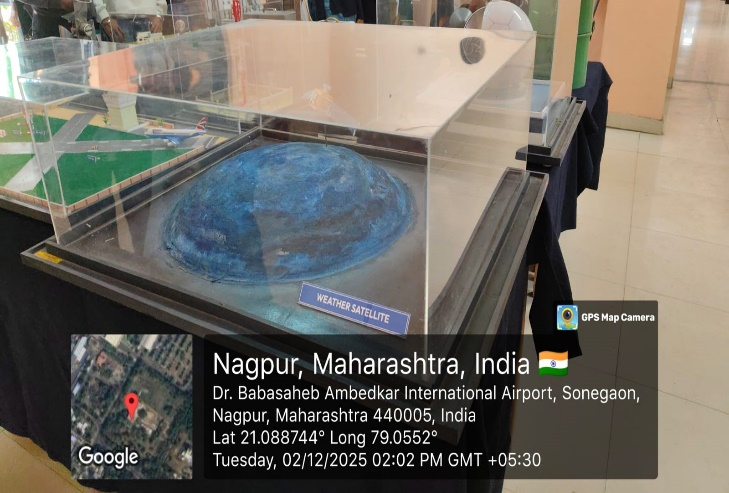 WEATHER SATELLITE
GPS Map Camera
Nagpur, Maharashtra, India 🇮🇳
Dr. Babasaheb Ambedkar International Airport, Sonegaon,
Nagpur, Maharashtra 440005, India
Lat 21.088744° Long 79.0552°
Tuesday, 02/12/2025 02:02 PM GMT +05:30
Google